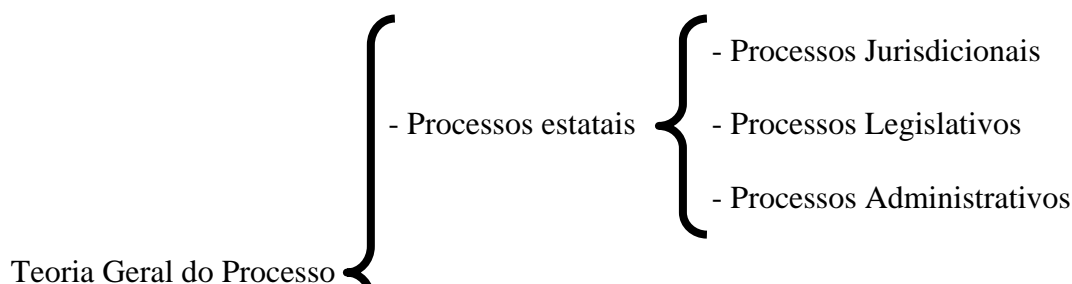 - Processos Jurisdicionais
- Processos estatais
- Processos Legislativos
- Processos Administrativos
Teoria Geral do Processo